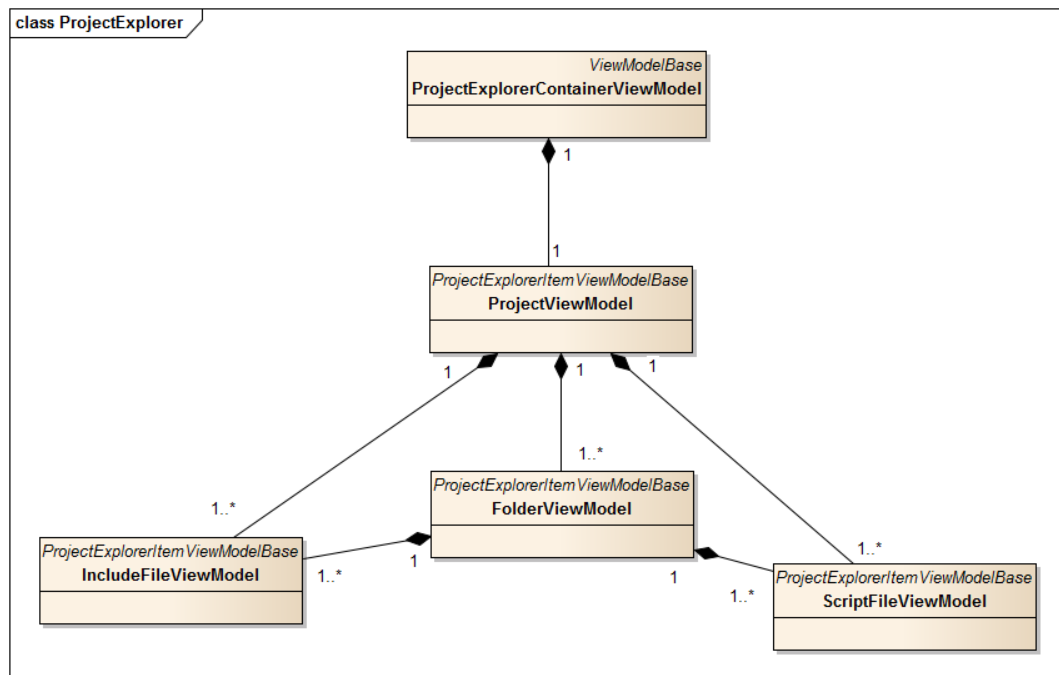 class ProjectExplorer
ViewModelBase
ProjectExplorerContainerViewModel
1
1
ProjectExplorerItemViewModelBase
ProjectViewModel
1
1
1
1..*
ProjectExplorerItemViewModelBase
FolderViewModel
1..*
1..*
ProjectExplorerItemViewModelBase
IncludeFileViewModel
1..*
1
1
1..*
ProjectExplorerItemViewModelBase
ScriptFileViewModel